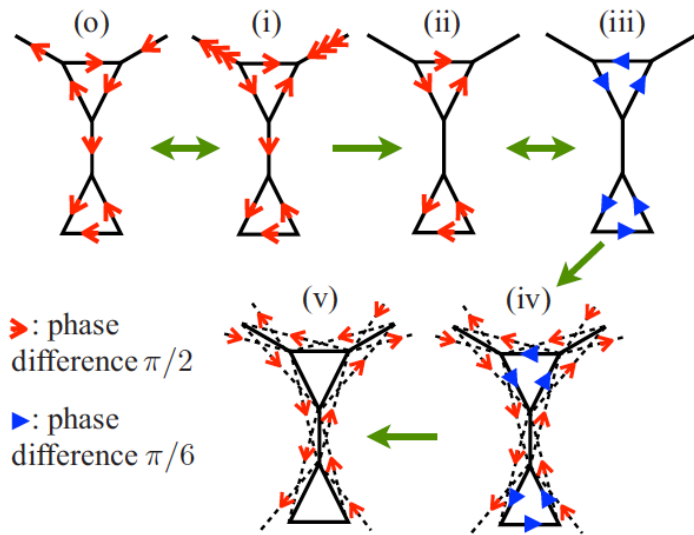 (o) (i) (ii) (iii)
(v) (iv)
: phase
difference π/2
: phase
difference π/6